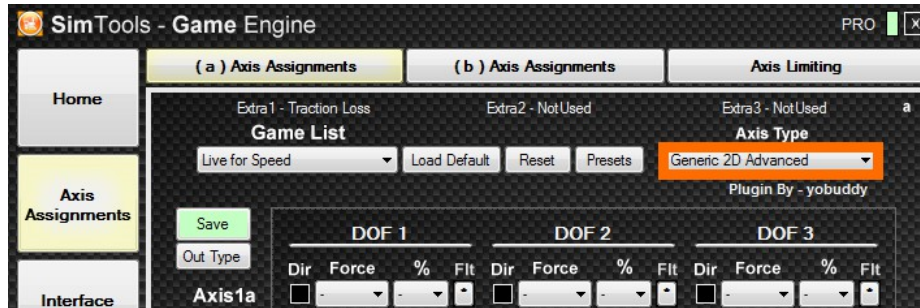 SimTools - Game Engine PRO
( a ) Axis Assignments ( b ) Axis Assignments Axis Limiting
Home
Extra1 - Traction Loss Extra2 - NotUsed Extra3 - NotUsed a
Game List Axis Type
Live for Speed Load Default Reset Presets Generic 2D Advanced
Plugin By - yobuddy
Axis Assignments
Save DOF 1 DOF 2 DOF 3
Out Type
Dir Force % Flt Dir Force % Flt Dir Force % Flt
Interface Axis1a - - * - - * - - *